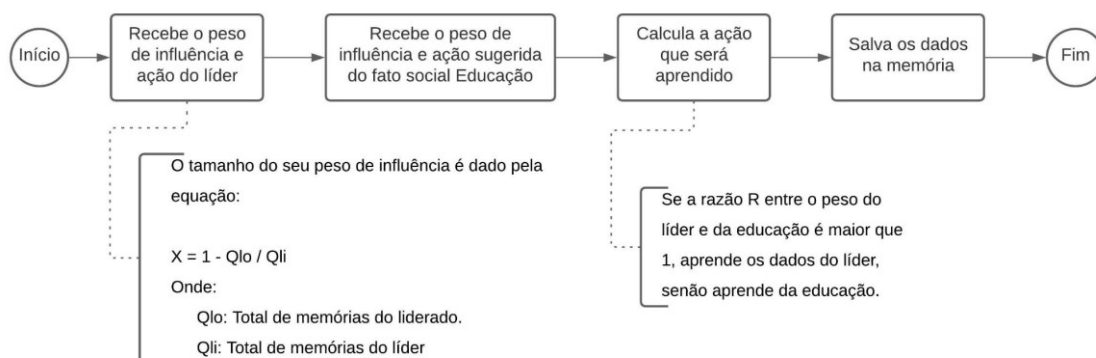 Início
Recebe o peso
de influência e
ação do líder
Recebe o peso de
influência e ação sugerida
do fato social Educação
Calcula a ação
que será
aprendido
Salva os dados
na memória
Fim
O tamanho do seu peso de influência é dado pela
equação:
X = 1 - Qlo / Qli
Onde:
Qlo: Total de memórias do liderado.
Qli: Total de memórias do líder
Se a razão R entre o peso do
líder e da educação é maior que
1, aprende os dados do líder,
senão aprende da educação.